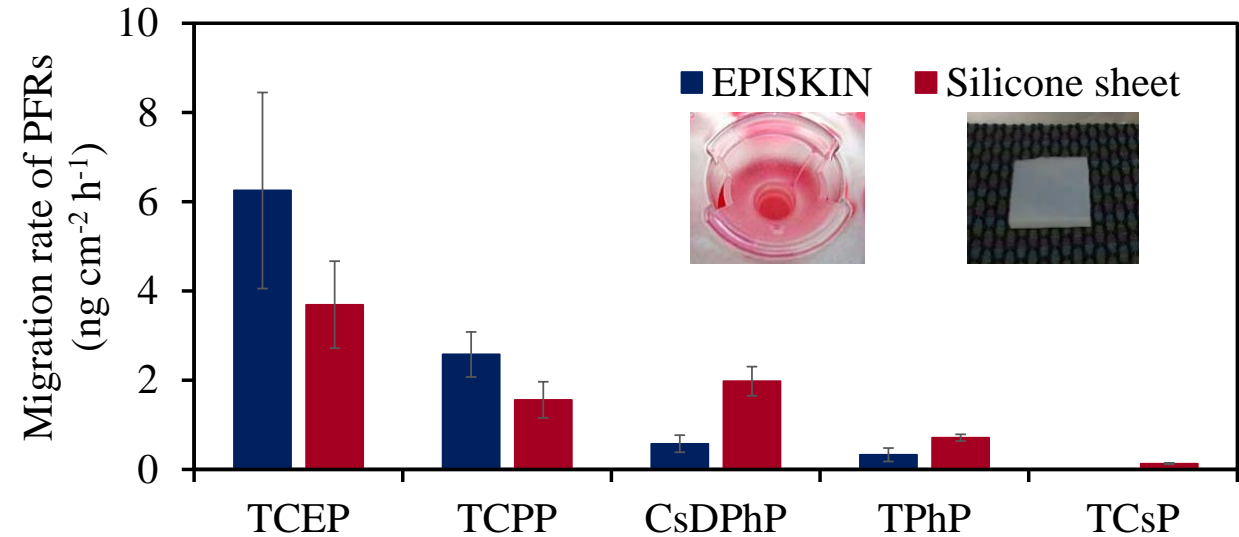 Migration rate of PFRs
(ng cm⁻² h⁻¹)
10
8
6
4
2
0
EPISKIN
Silicone sheet
TCEP
TCPP
CsDPhP
TPhP
TCsP